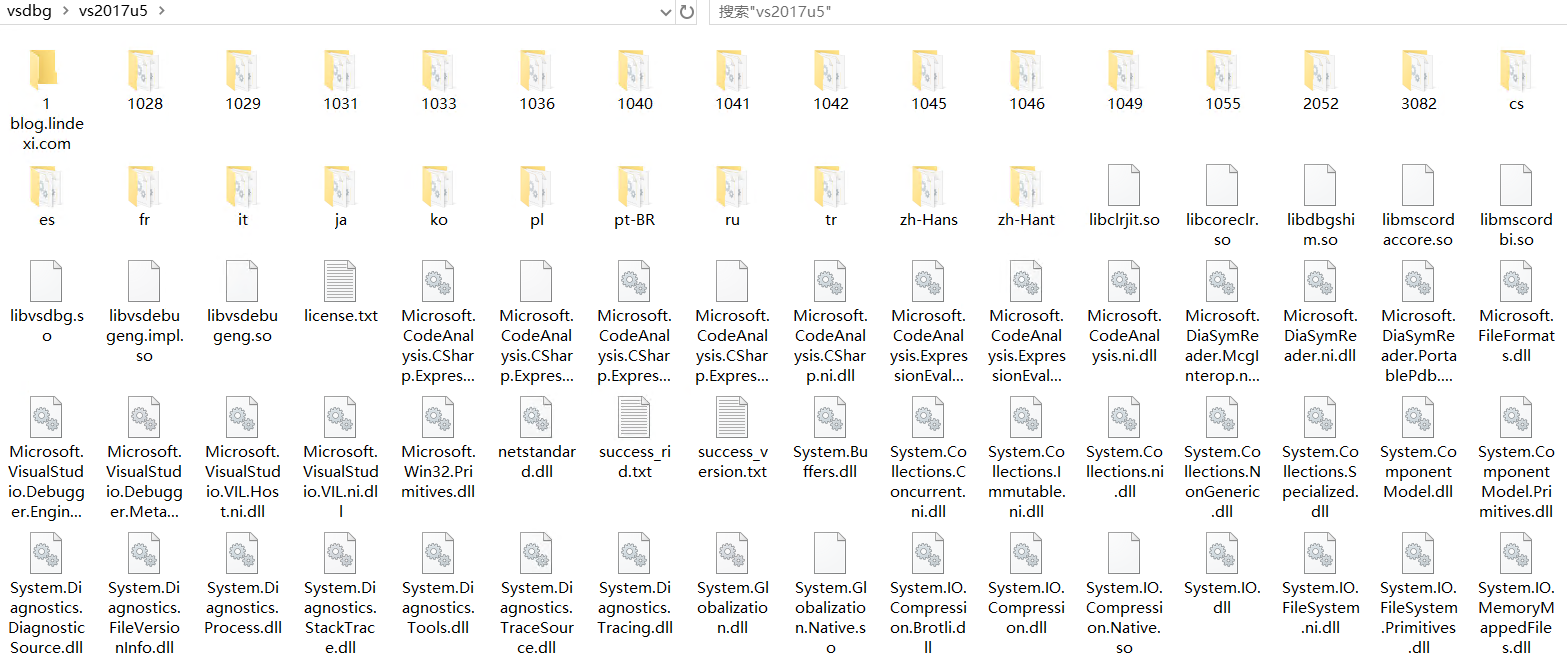 vsdbg > vs2017u5 >
搜索"vs2017u5"
1 blog.lindexi.com
1028
1029
1031
1033
1036
1040
1041
1042
1045
1046
1049
1055
2052
3082
cs
es
fr
it
ja
ko
pl
pt-BR
ru
tr
zh-Hans
zh-Hant
libclrjit.so
libcoreclr.so
libdbgshim.so
libmscordaccore.so
libmscordbi.so
libvsdbg.so
libvsdebugeng.impl.so
libvsdebugeng.so
license.txt
Microsoft.CodeAnalysis.CSharp.Expres...
Microsoft.CodeAnalysis.CSharp.Expres...
Microsoft.CodeAnalysis.CSharp.Expres...
Microsoft.CodeAnalysis.CSharp.Expres...
Microsoft.CodeAnalysis.CSharp.ni.dll
Microsoft.CodeAnalysis.ExpressionEval...
Microsoft.CodeAnalysis.ExpressionEval...
Microsoft.CodeAnalysis.ni.dll
Microsoft.DiaSymReader.McgInterop.n...
Microsoft.DiaSymReader.ni.dll
Microsoft.DiaSymReader.PortablePdb....
Microsoft.FileFormats.dll
Microsoft.VisualStudio.Debugger.Engin...
Microsoft.VisualStudio.Debugger.Meta...
Microsoft.VisualStudio.VIL.Host.ni.dll
Microsoft.VisualStudio.VIL.ni.dll
Microsoft.Win32.Primitives.dll
netstandard.dll
success_rid.txt
success_version.txt
System.Buffers.dll
System.Collections.Concurrent.ni.dll
System.Collections.Immutable.ni.dll
System.Collections.ni.dll
System.Collections.NonGeneric.dll
System.Collections.Specialized.dll
System.ComponentModel.dll
System.ComponentModel.Primitives.dll
System.Diagnostics.DiagnosticSource.dll
System.Diagnostics.FileVersionInfo.dll
System.Diagnostics.Process.dll
System.Diagnostics.StackTrace.dll
System.Diagnostics.Tools.dll
System.Diagnostics.TraceSource.dll
System.Diagnostics.Tracing.dll
System.Globalization.dll
System.Globalization.Native.so
System.IO.Compression.Brotli.dll
System.IO.Compression.dll
System.IO.Compression.Native.so
System.IO.dll
System.IO.FileSystem.ni.dll
System.IO.FileSystem.Primitives.dll
System.IO.MemoryMappedFiles.dll